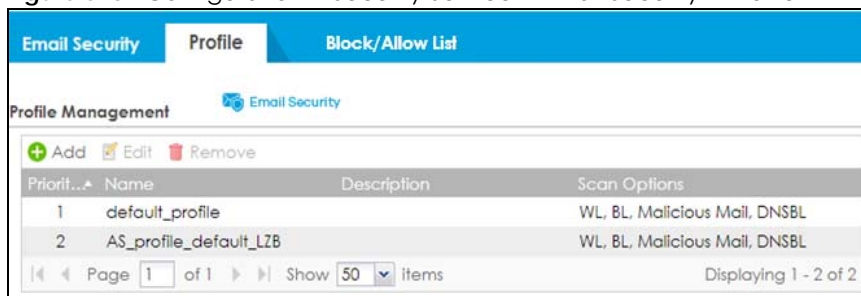 Email Security Profile Block/Allow List
Profile Management Email Security
Add Edit Remove
Priorit... Name Description Scan Options
1 default_profile WL, BL, Malicious Mail, DNSBL
2 AS_profile_default_LZB WL, BL, Malicious Mail, DNSBL
Page 1 of 1 Show 50 items Displaying 1 - 2 of 2